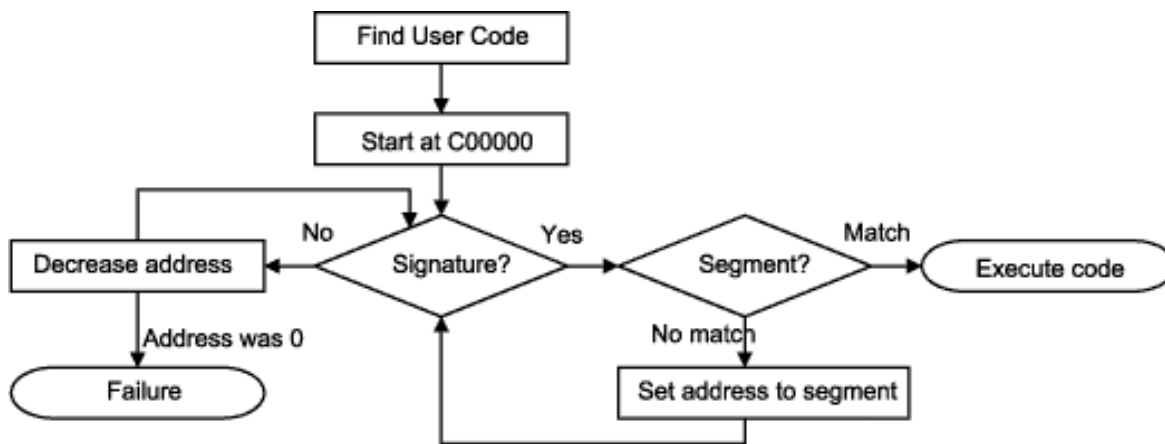 Find User Code
Start at C00000
No
Yes
Match
Decrease address
Signature?
Segment?
Execute code
Address was 0
No match
Failure
Set address to segment